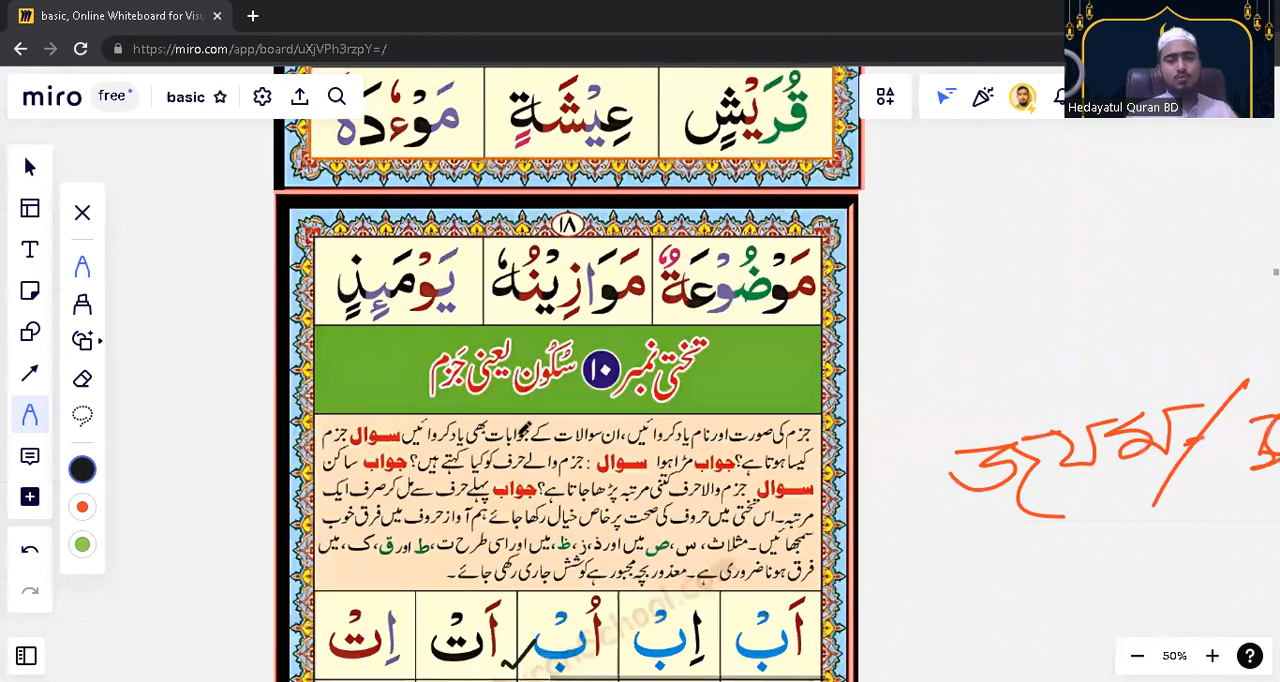 basic, Online Whiteboard for Visu
https://miro.com/app/board/uXjVPh3rzpY=/
miro free basic
Hedayatul Quran BD
قُرَيْشٍ عِيْشَةٍ مَوْءٗدَةُ
١٨
مَوْضُوْعَةٌ مَوَازِيْنُهٗ يَوْمَئِذٍ
تختی نمبر ١٠ سُکُون یعنی جَزَم
جزم کی صورت اور نام یاد کروائیں، ان سوالات کے جوابات بھی یاد کروائیں سوال جزم
کیسا ہوتا ہے؟ جواب مڑا ہوا سوال : جزم والے حرف کو کیا کہتے ہیں؟ جواب ساکن
سوال جزم والا حرف کتنی مرتبہ پڑھا جاتا ہے؟ جواب پہلے حرف سے مل کر صرف ایک
مرتبہ۔ اس تختی میں حروف کی صحت پر خاص خیال رکھا جائے ہم آواز حروف میں فرق خوب
سمجھائیں۔ مثلا ث، س، ص میں اور ذ، ز، ظ، میں اور اسی طرح ت، ط اور ق، ک، میں
فرق ہونا ضروری ہے۔ معذور بچہ مجبور ہے کوشش جاری رکھی جائے۔
اَبْ اِبْ اُبْ اَتْ اِتْ
জযম /
50%